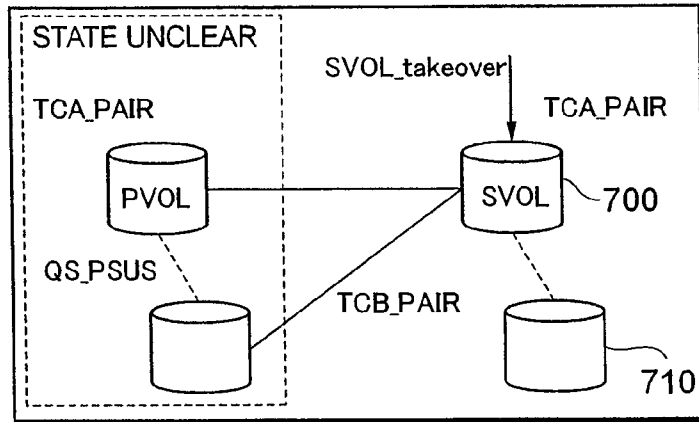 STATE UNCLEAR
SVOL_takeover
TCA_PAIR
TCA_PAIR
PVOL
SVOL
700
QS_PSUS
TCB_PAIR
710